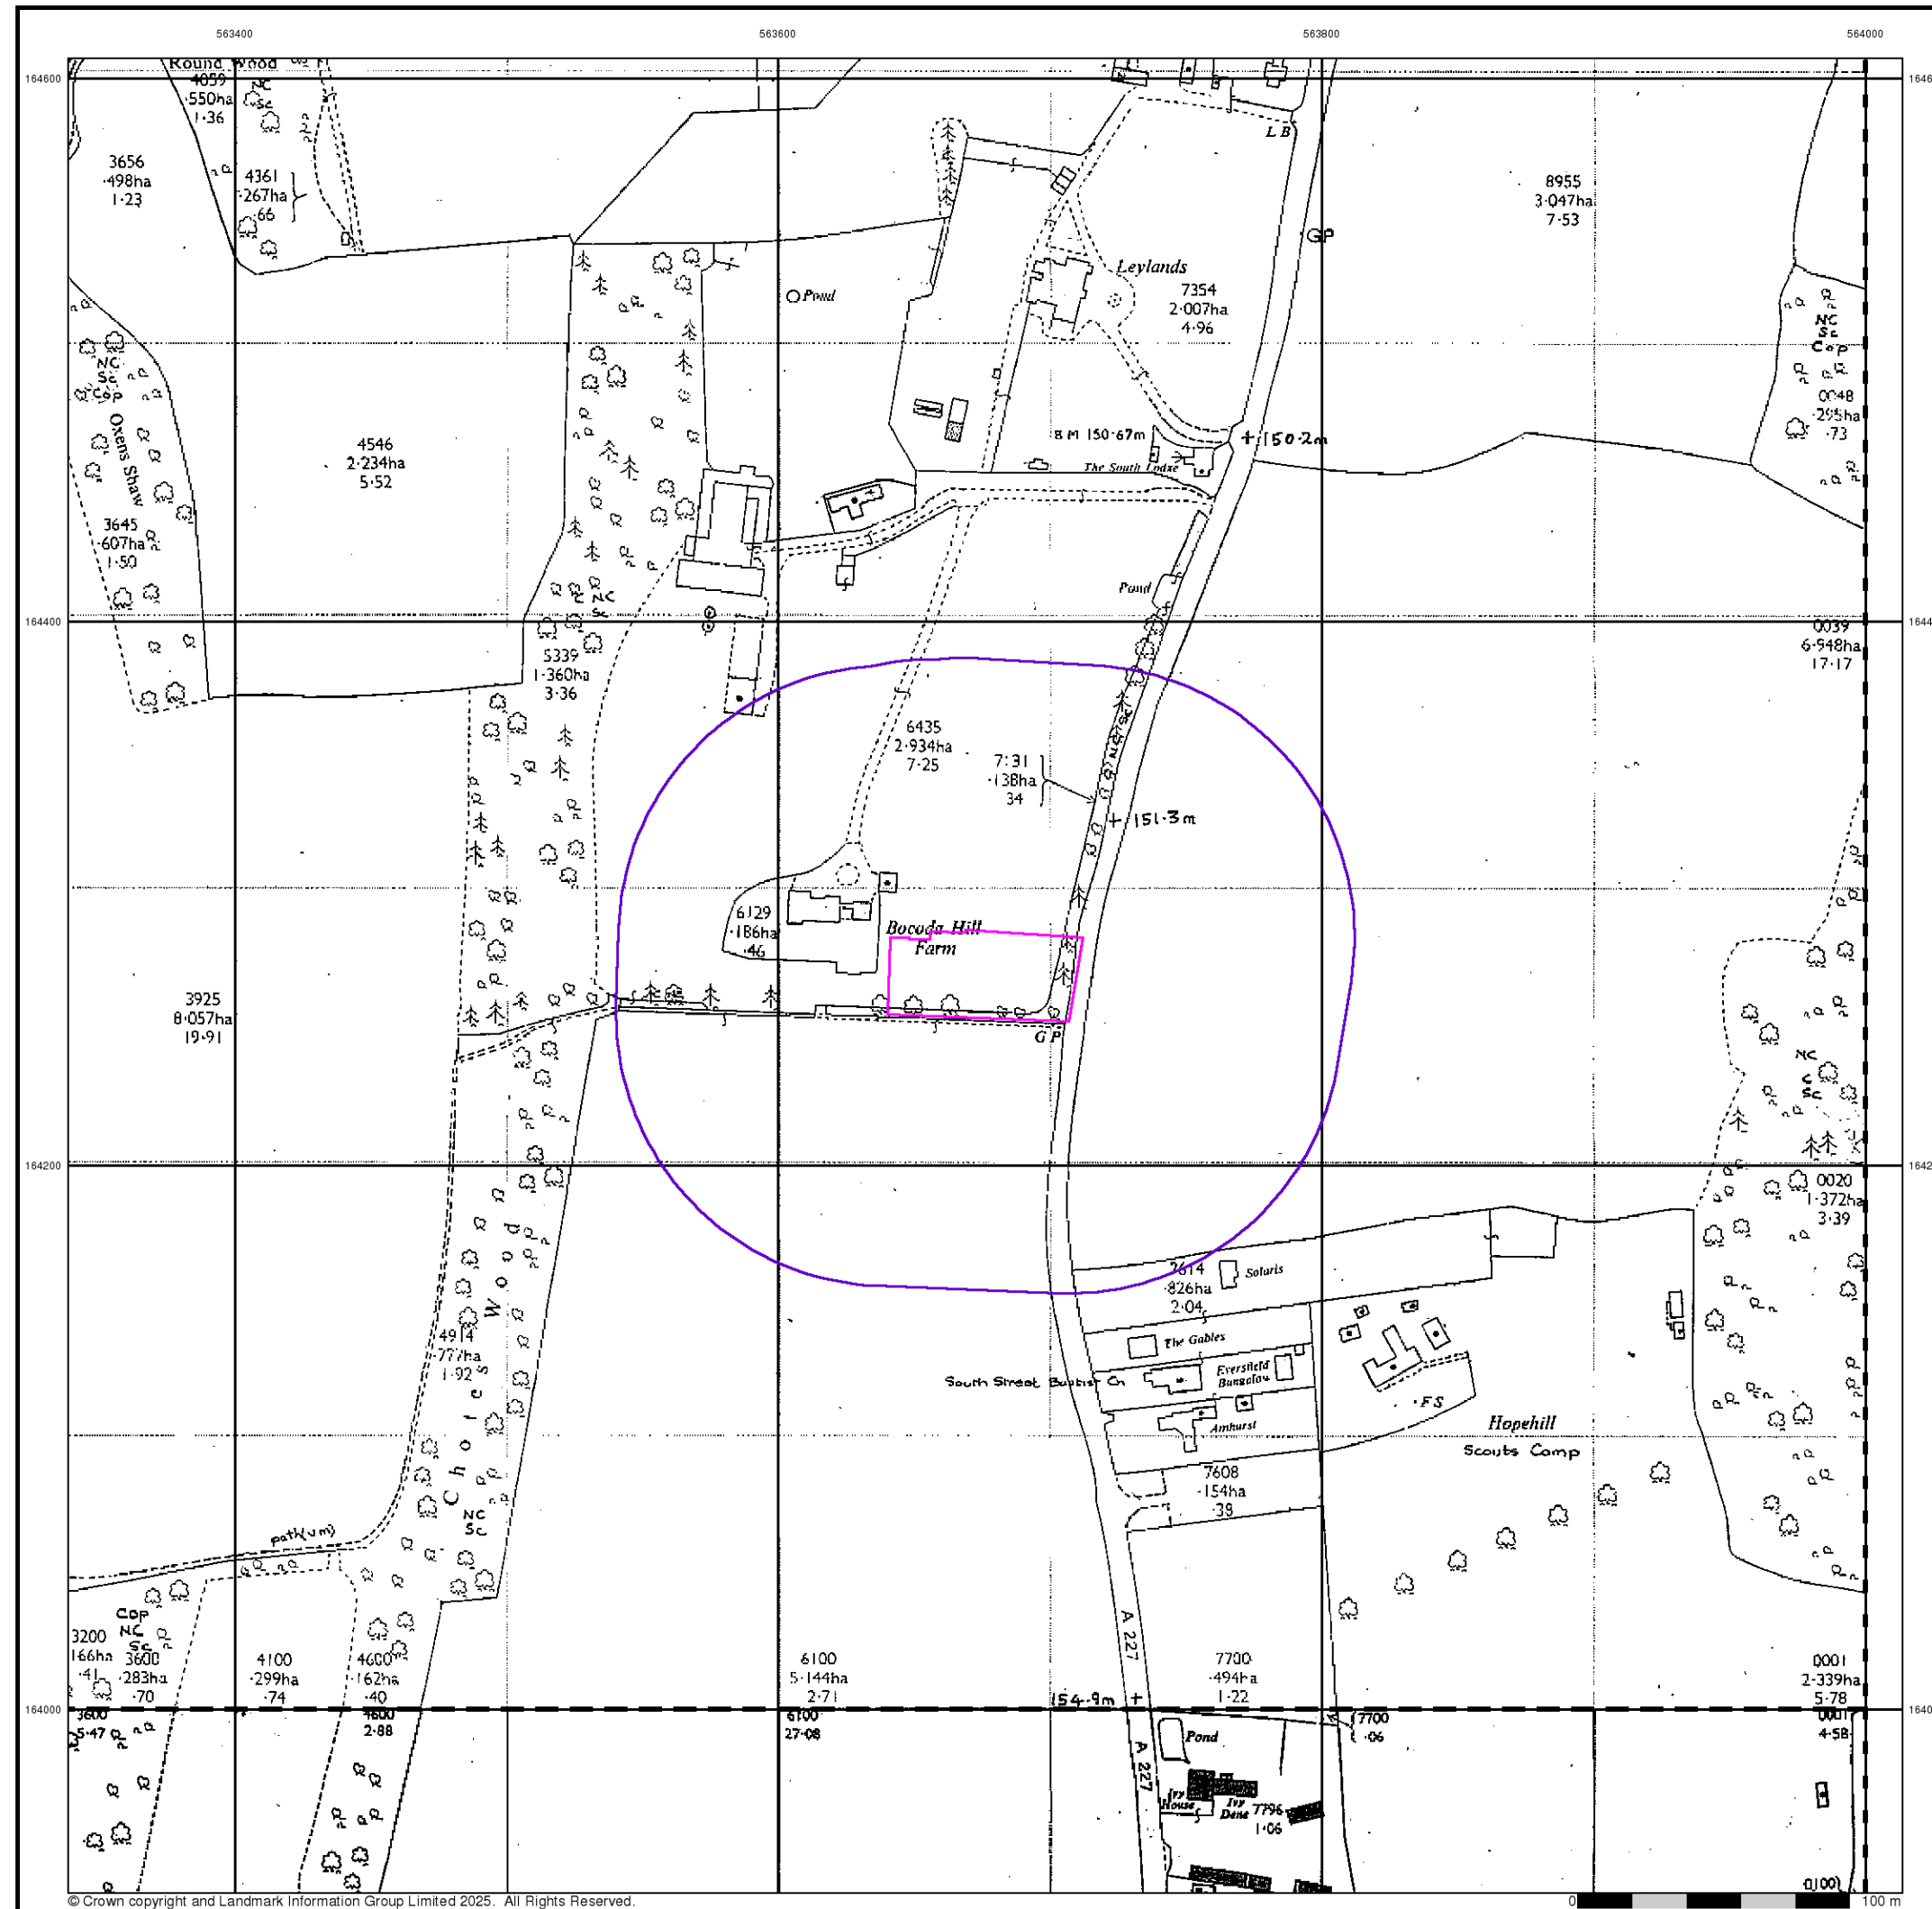 563400
563600
563800
564000
164600
Round Wood
4059
·550ha
1·36
NC
Sc
3656
·498ha
1·23
4361
·267ha
·66
L B
8955
3·047ha
7·53
GP
Leylands
7354
2·007ha
4·96
Pond
NC
Sc
Cop
NC
Sc
Cop
Oxens Shaw
0048
·295ha
·73
4546
2·234ha
5·52
B M 150·67m
+150·2m
The South Lodge
3645
·607ha
1·50
Pond
NC
Sc
164400
0039
6·948ha
17·17
5339
1·360ha
3·36
6435
2·934ha
7·25
7131
·138ha
34
+151·3m
6129
·186ha
·46
Bocoda Hill
Farm
3925
8·057ha
19·91
G P
NC
C
Sc
164200
0020
1·372ha
3·39
7614
·826ha
2·04
Solaris
The Gables
Eversfield
Bungalow
South Street Baptist Ch
Amhurst
FS
Hopehill
Scouts Camp
4914
·777ha
1·92
Wood
NC
Sc
7608
·154ha
·38
path(um)
Cop
NC
Sc
3200
166ha
·41
3600
·283ha
·70
4100
·299ha
·74
4600
·162ha
·40
6100
5·144ha
2·71
A 227
7700
·494ha
1·22
0001
2·339ha
5·78
154·9m +
164000
3600
5·47
4600
2·88
6100
27·08
7700
·06
0001
4·58
A 227
Pond
Ivy
House
Ivy
Dene
7796
1·06
© Crown copyright and Landmark Information Group Limited 2025. All Rights Reserved.
0
100 m